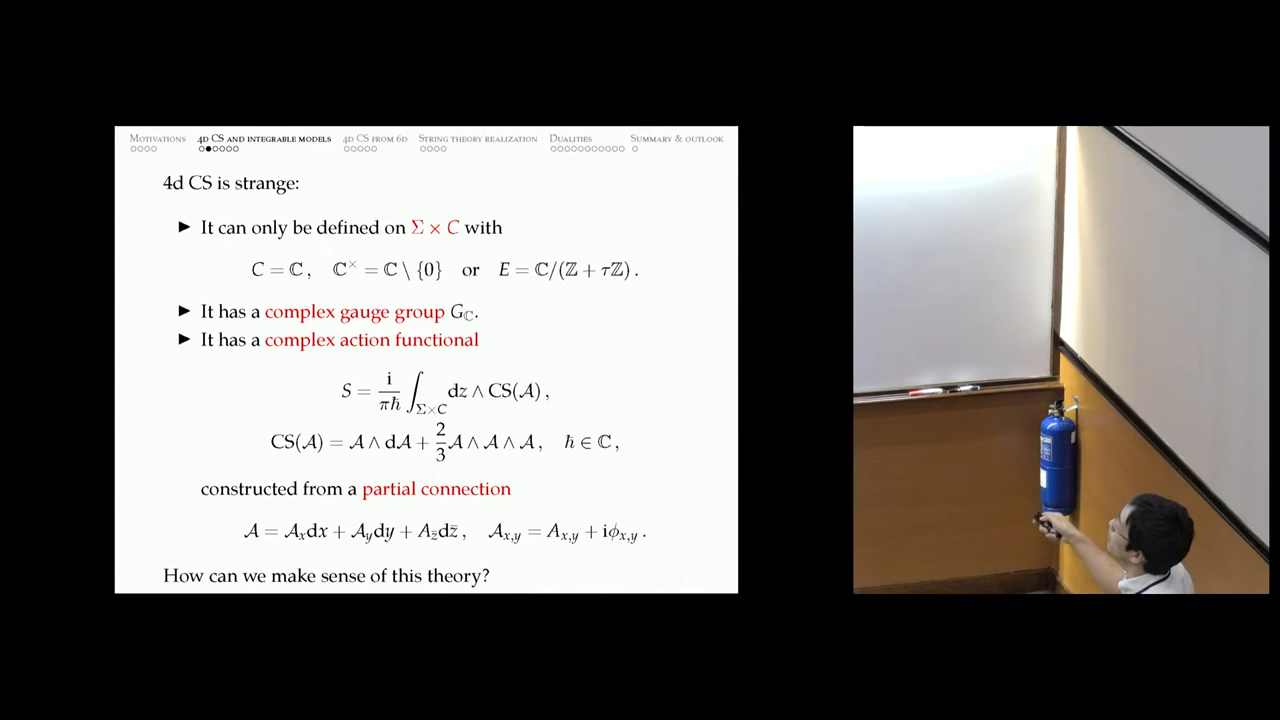 MOTIVATIONS 4D CS AND INTEGRABLE MODELS 4D CS FROM 6D STRING THEORY REALIZATION DUALITIES SUMMARY & OUTLOOK
4d CS is strange:
▶ It can only be defined on Σ × C with
C = ℂ, ℂ^× = ℂ \ {0} or E = ℂ/(ℤ + τℤ).
▶ It has a complex gauge group G_ℂ.
▶ It has a complex action functional
S = i/(πħ) ∫_{Σ×C} dz ∧ CS(𝒜),
CS(𝒜) = 𝒜 ∧ d𝒜 + 2/3 𝒜 ∧ 𝒜 ∧ 𝒜, ħ ∈ ℂ,
constructed from a partial connection
𝒜 = 𝒜_x dx + 𝒜_y dy + A_z̄ dz̄, 𝒜_{x,y} = A_{x,y} + iϕ_{x,y}.
How can we make sense of this theory?